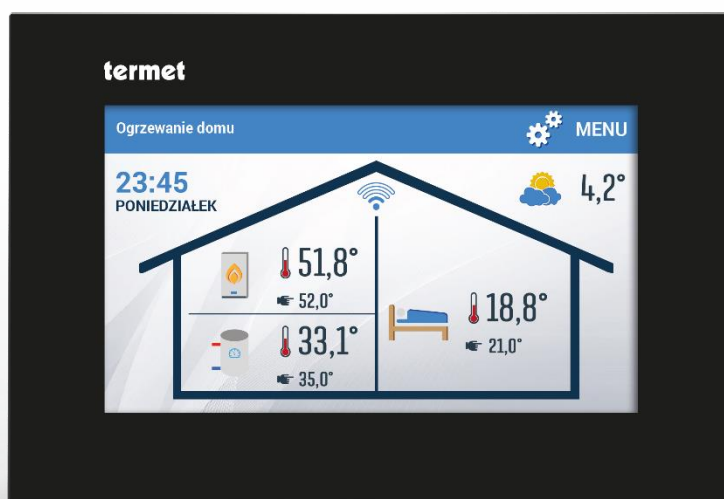 termet
Ogrzewanie domu
MENU
23:45
PONIEDZIAŁEK
4,2°
51,8°
52,0°
33,1°
35,0°
18,8°
21,0°